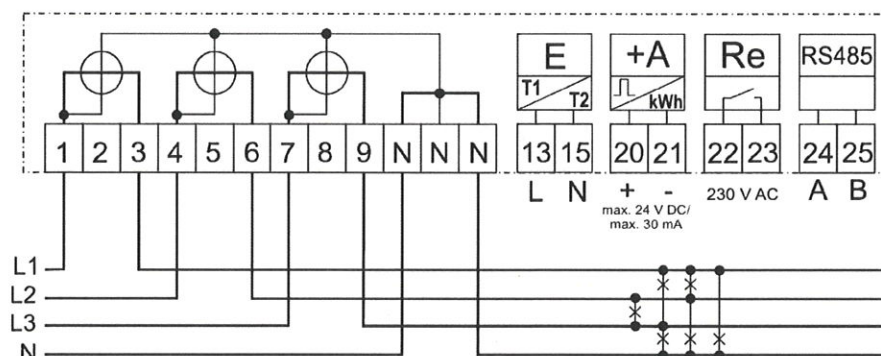 E +A Re RS485
T1 T2 kWh
1 2 3 4 5 6 7 8 9 N N N 13 15 20 21 22 23 24 25
L N + - 230 V AC A B
max. 24 V DC/
max. 30 mA
L1
L2
L3
N